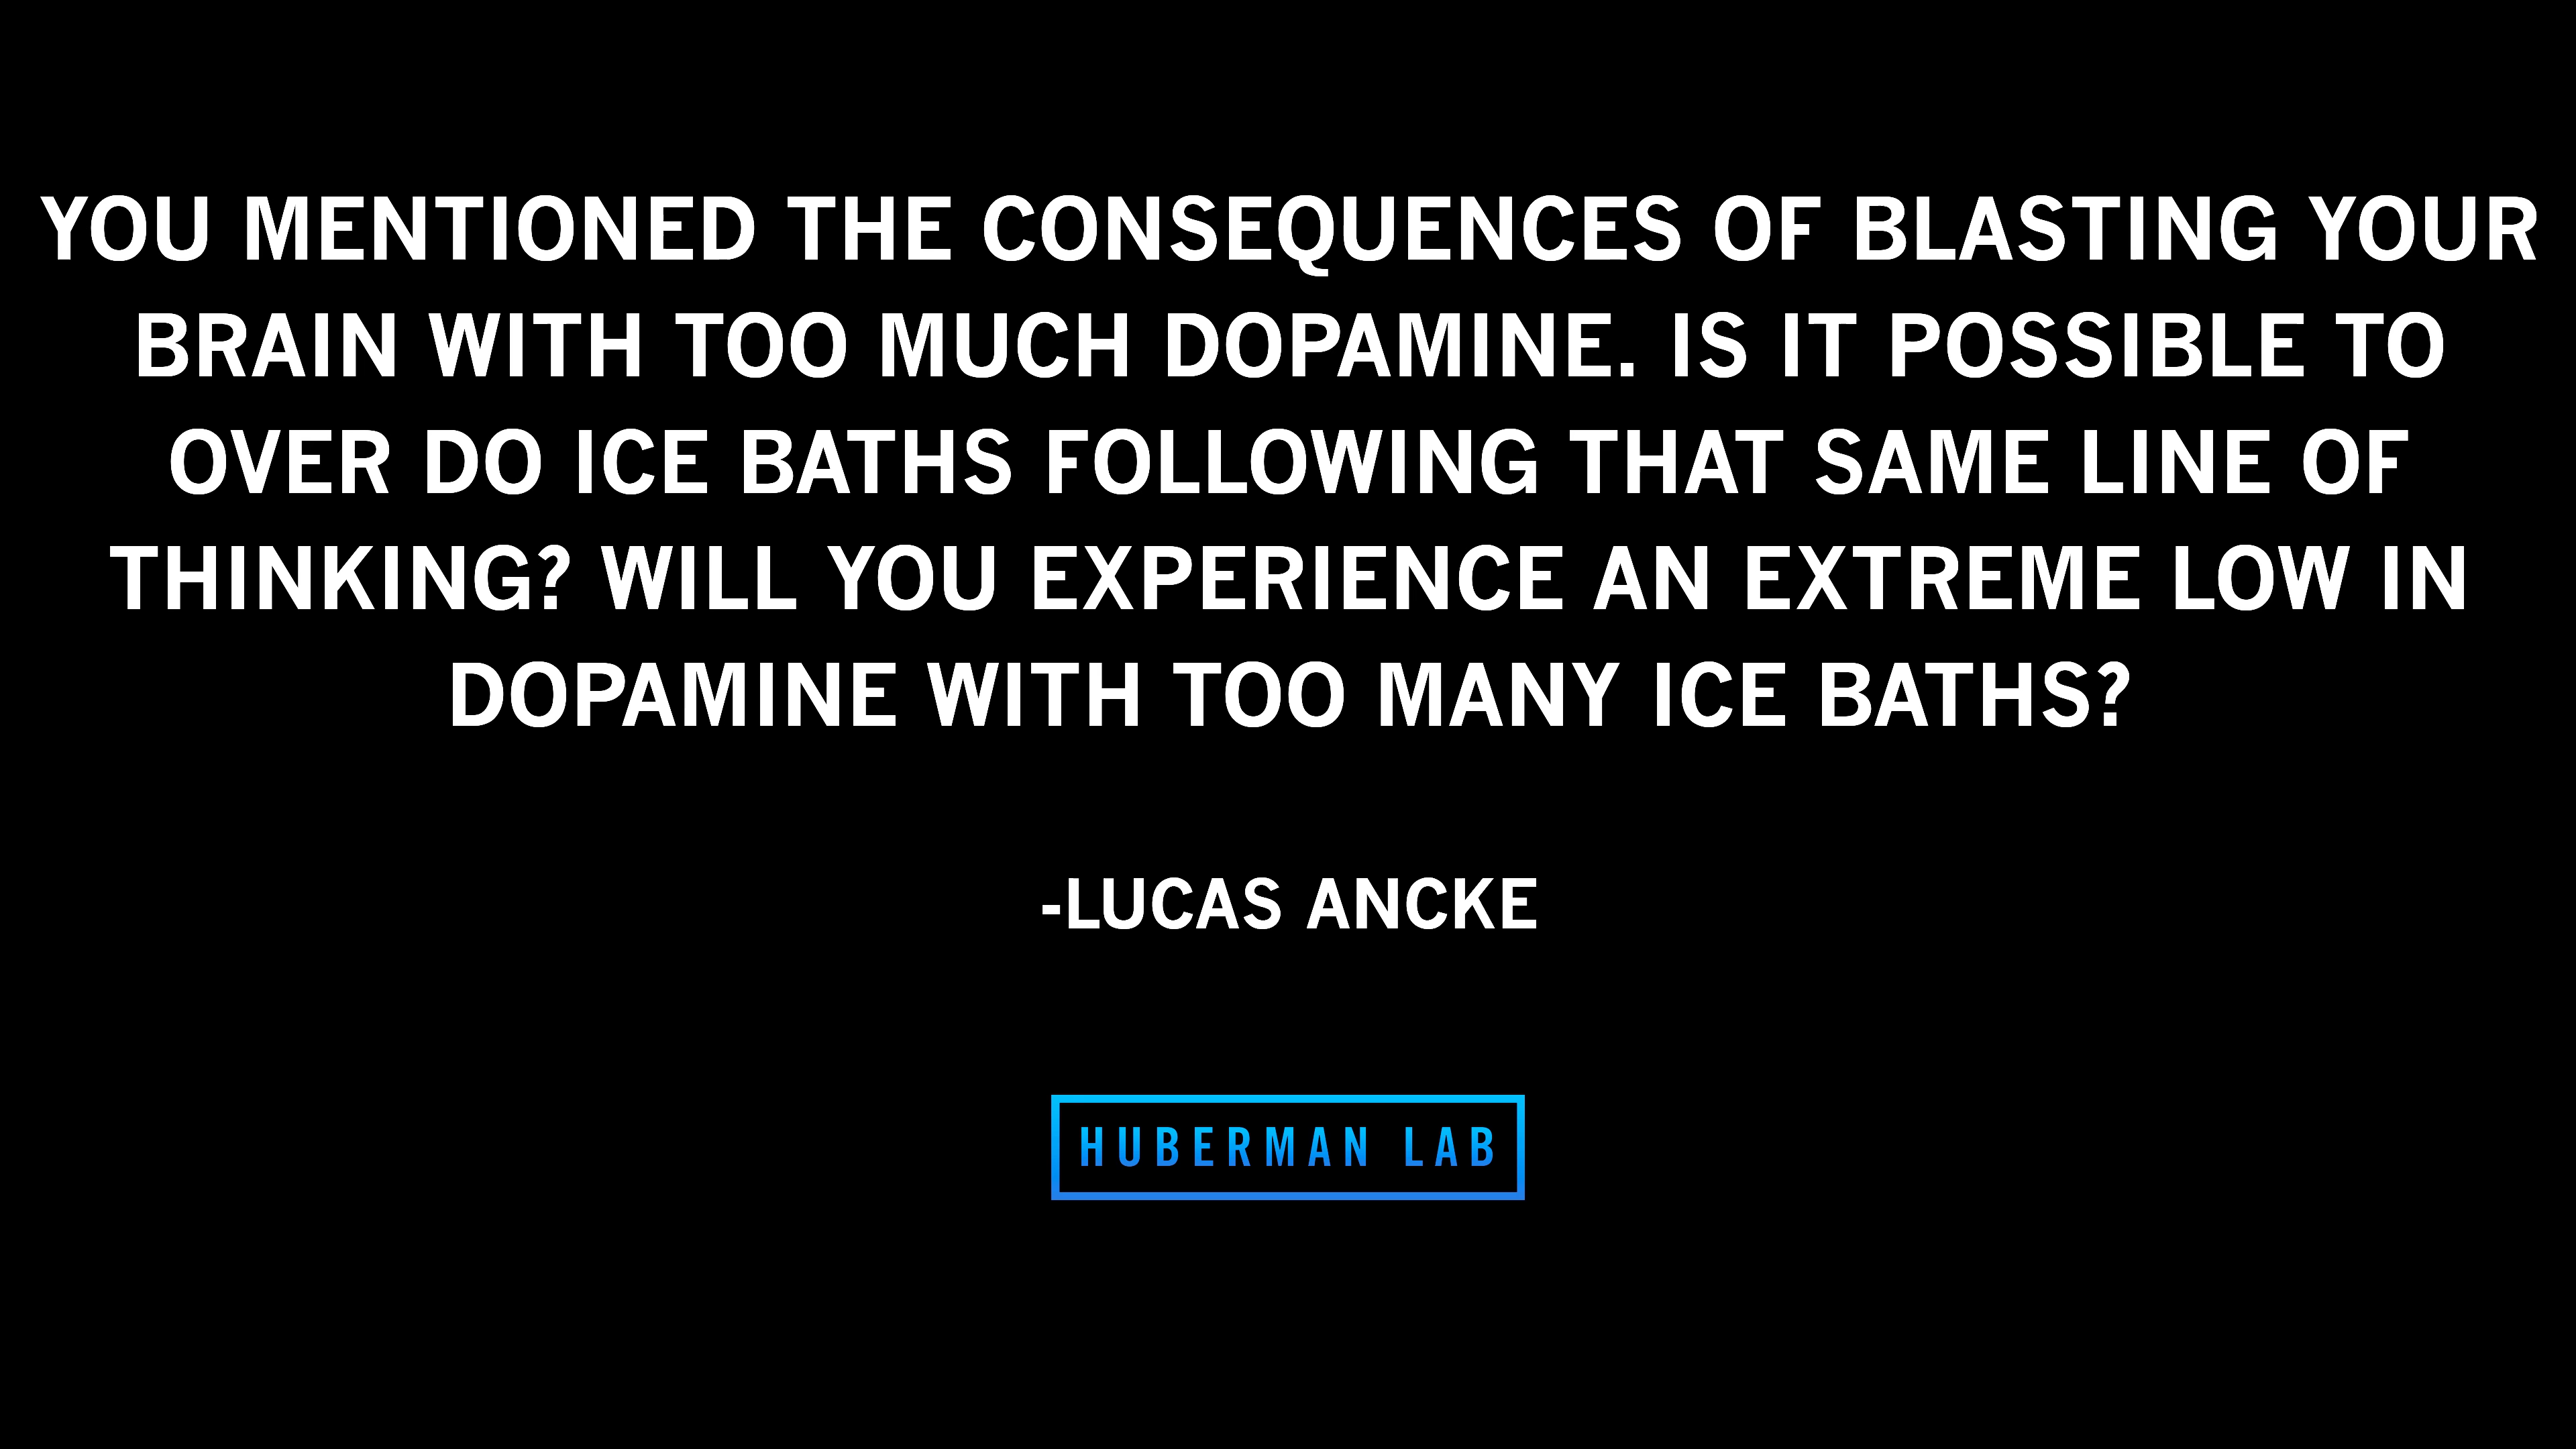 YOU MENTIONED THE CONSEQUENCES OF BLASTING YOUR
BRAIN WITH TOO MUCH DOPAMINE. IS IT POSSIBLE TO
OVER DO ICE BATHS FOLLOWING THAT SAME LINE OF
THINKING? WILL YOU EXPERIENCE AN EXTREME LOW IN
DOPAMINE WITH TOO MANY ICE BATHS?
-LUCAS ANCKE
HUBERMAN LAB